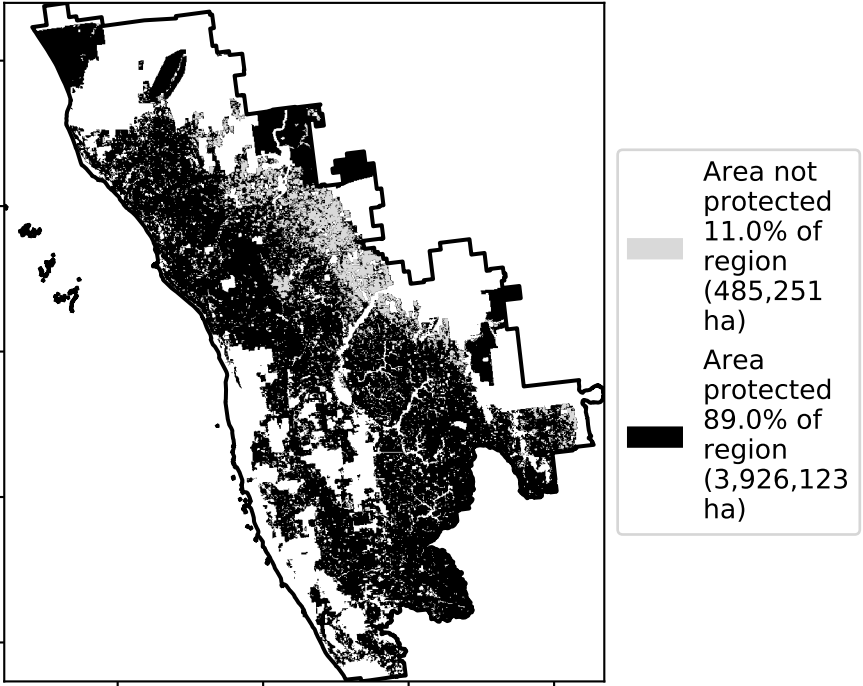 Area not
protected
11.0% of
region
(485,251
ha)
Area
protected
89.0% of
region
(3,926,123
ha)